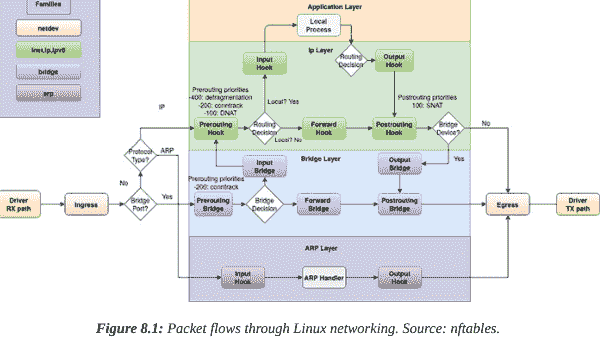 Families
netdev
inet,ip,ipv6
bridge
arp
Application Layer
Local
Process
Ip Layer
Routing
Decision
Output
Hook
Input
Hook
Prerouting priorities
-400: defragmentation
-200: conntrack
-100: DNAT
Local? Yes
Postrouting priorities
100: SNAT
IP
Prerouting
Hook
Routing
Decision
Local? No
Forward
Hook
Postrouting
Hook
Bridge
Device?
No
Yes
Protocol
Type?
ARP
Bridge Layer
Input
Bridge
Output
Bridge
Prerouting priorities
-200: conntrack
No
Driver
RX path
Ingress
Bridge
Port?
Yes
Prerouting
Bridge
Bridge
Decision
Forward
Bridge
Postrouting
Bridge
Egress
Driver
TX path
ARP Layer
Input
Hook
ARP Handler
Output
Hook
Figure 8.1: Packet flows through Linux networking. Source: nftables.